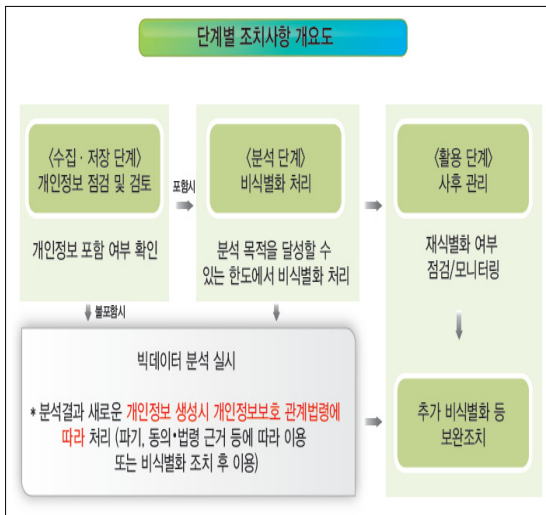 단계별 조치사항 개요도
〈수집 · 저장 단계〉
개인정보 점검 및 검토
개인정보 포함 여부 확인
포함시
〈분석 단계〉
비식별화 처리
분석 목적을 달성할 수
있는 한도에서 비식별화 처리
〈활용 단계〉
사후 관리
재식별화 여부
점검/모니터링
불포함시
빅데이터 분석 실시
* 분석결과 새로운 개인정보 생성시 개인정보보호 관계법령에
따라 처리 (파기, 동의•법령 근거 등에 따라 이용
또는 비식별화 조치 후 이용)
추가 비식별화 등
보완조치